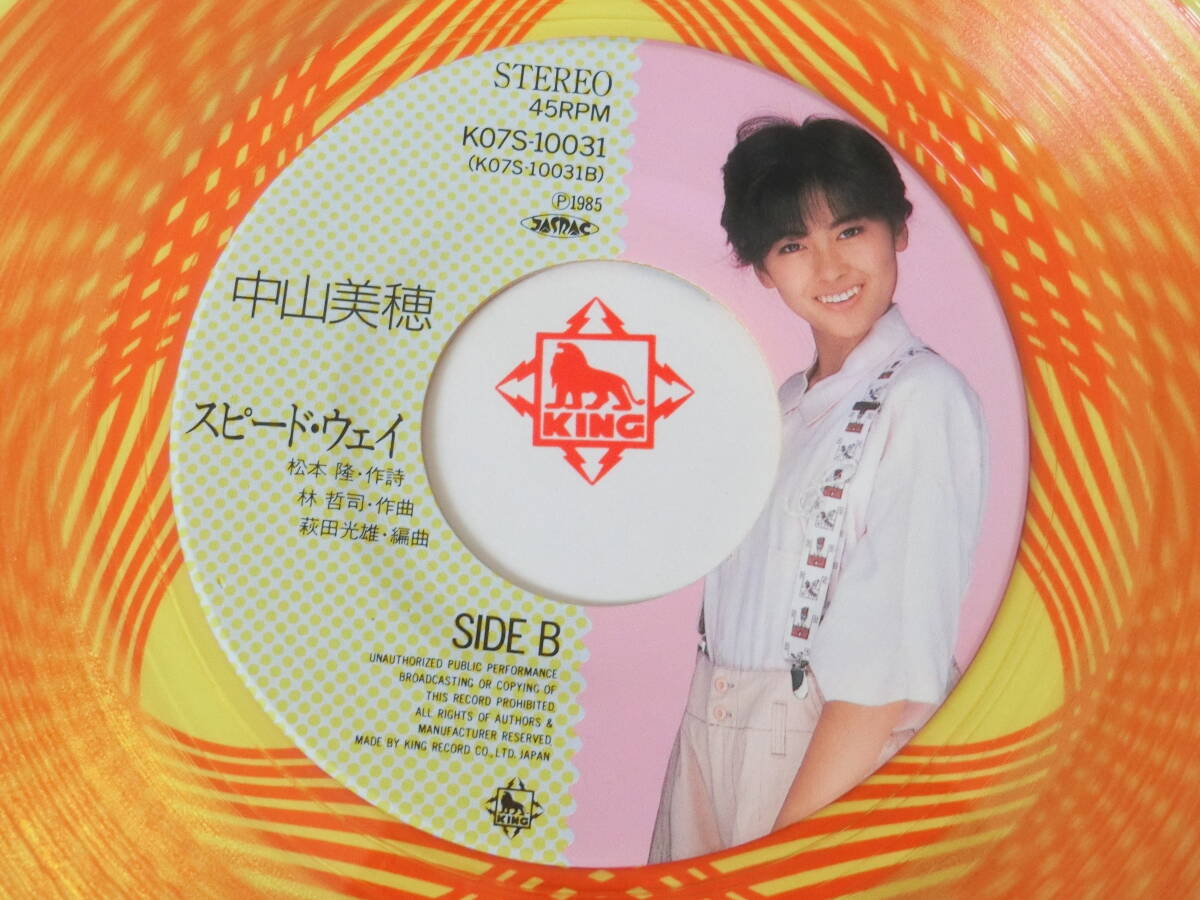 STEREO
45RPM
K07S-10031
(K07S-10031B)
Ⓟ1985
JASRAC
中山美穂
スピード・ウェイ
松本 隆・作詩
林 哲司・作曲
萩田光雄・編曲
KING
SIDE B
UNAUTHORIZED PUBLIC PERFORMANCE
BROADCASTING OR COPYING OF
THIS RECORD PROHIBITED
ALL RIGHTS OF AUTHORS &
MANUFACTURER RESERVED
MADE BY KING RECORD CO., LTD. JAPAN
KING